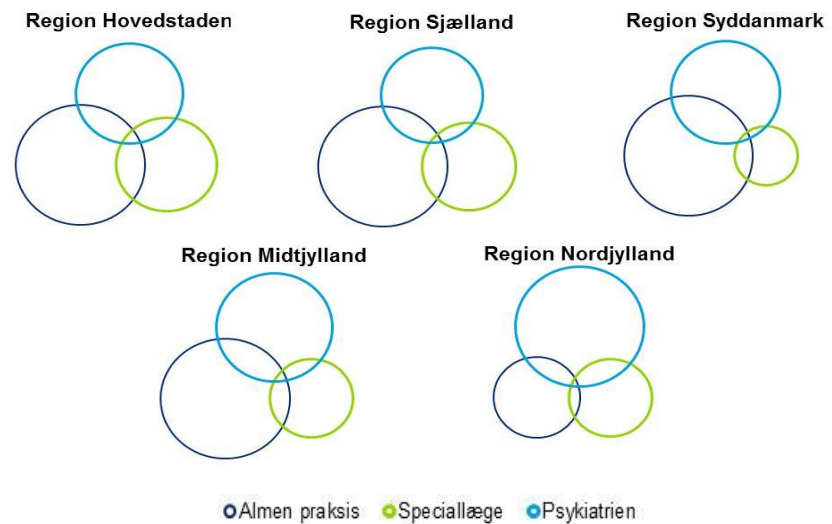 Region Hovedstaden
Region Sjælland
Region Syddanmark
Region Midtjylland
Region Nordjylland
Almen praksis Speciallæge Psykiatrien